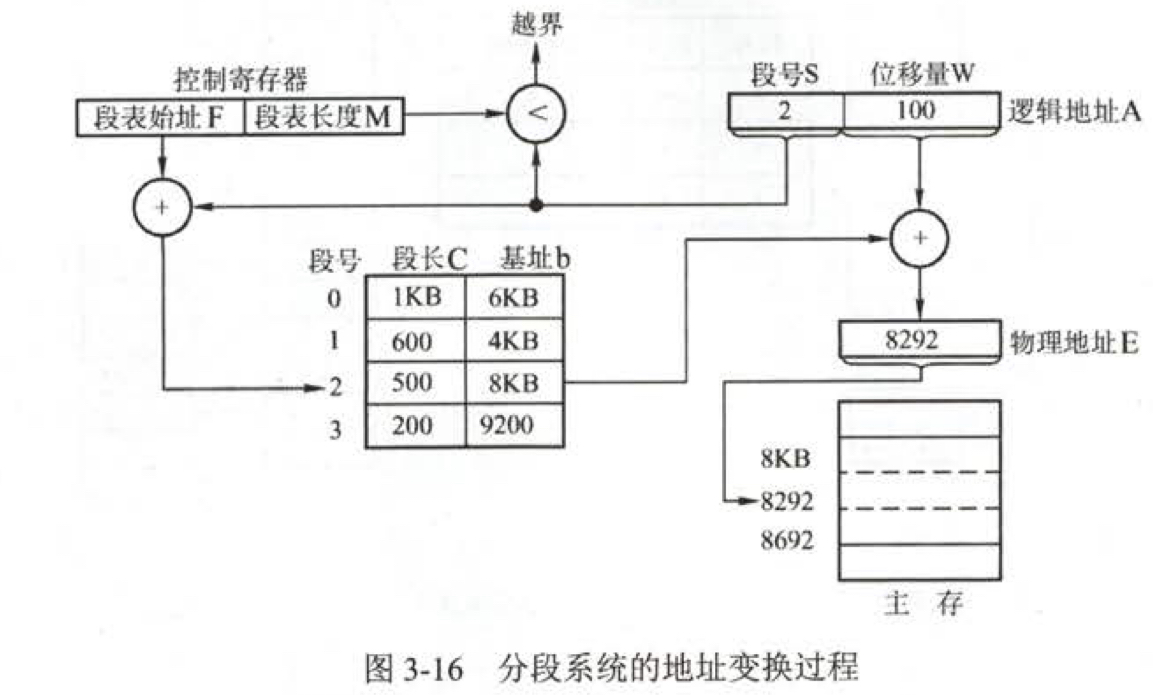 越界
控制寄存器
段表始址F 段表长度M
<
段号S 位移量W
2 100 逻辑地址A
+
+
段号 段长C 基址b
0 1KB 6KB
1 600 4KB
2 500 8KB
3 200 9200
8292 物理地址E
8KB
8292
8692
主 存
图 3-16 分段系统的地址变换过程